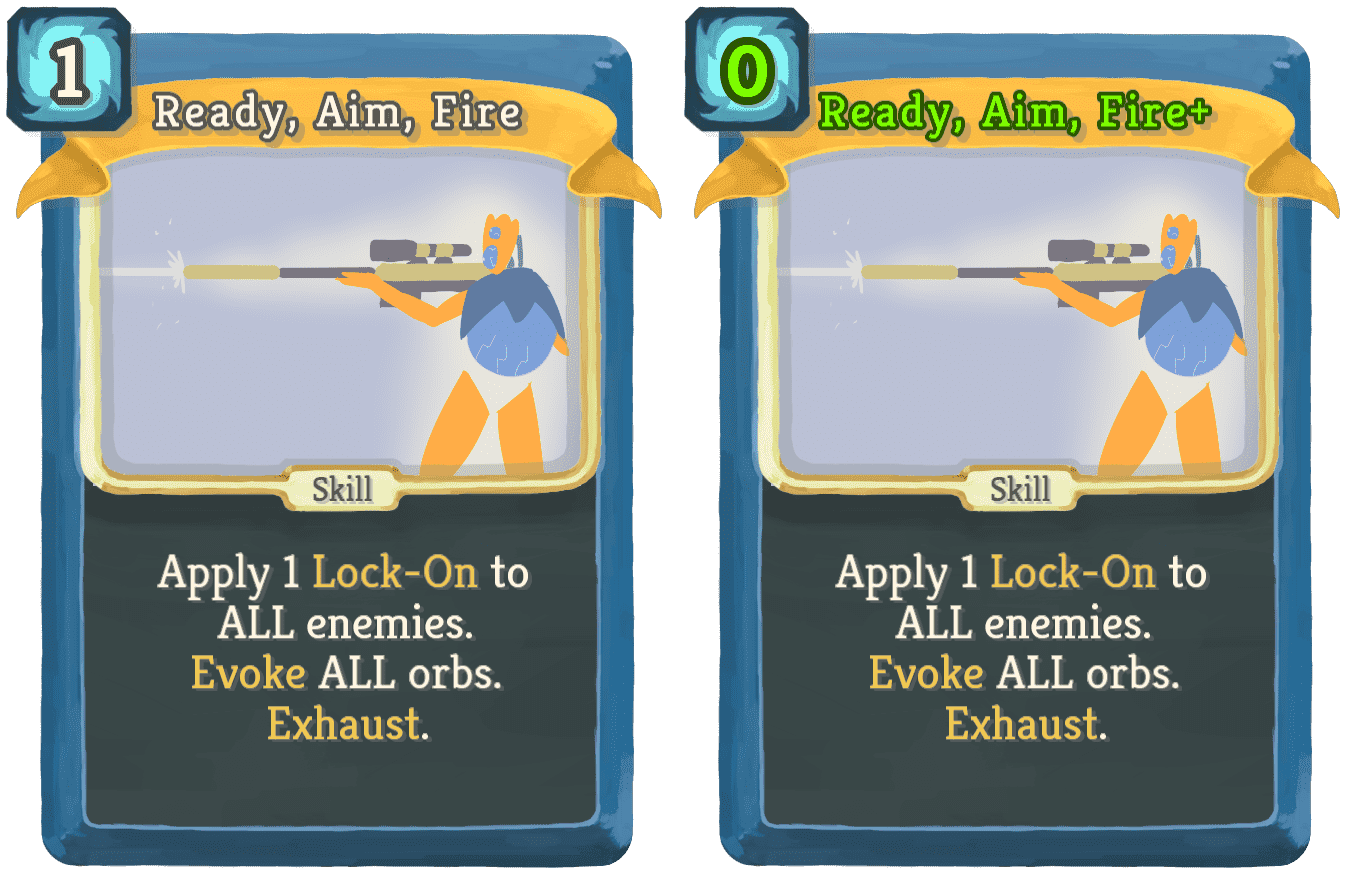 1
Ready, Aim, Fire
Skill
Apply 1 Lock-On to
ALL enemies.
Evoke ALL orbs.
Exhaust.
0
Ready, Aim, Fire+
Skill
Apply 1 Lock-On to
ALL enemies.
Evoke ALL orbs.
Exhaust.